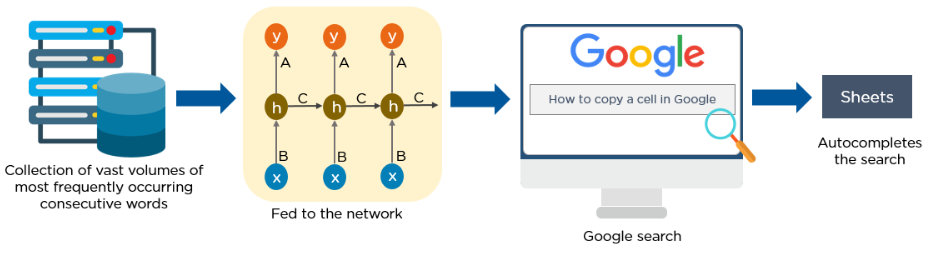 Collection of vast volumes of
most frequently occurring
consecutive words
y y y
A A A
h C h C h C
B B B
x x x
Fed to the network
Google
How to copy a cell in Google
Google search
Sheets
Autocompletes
the search